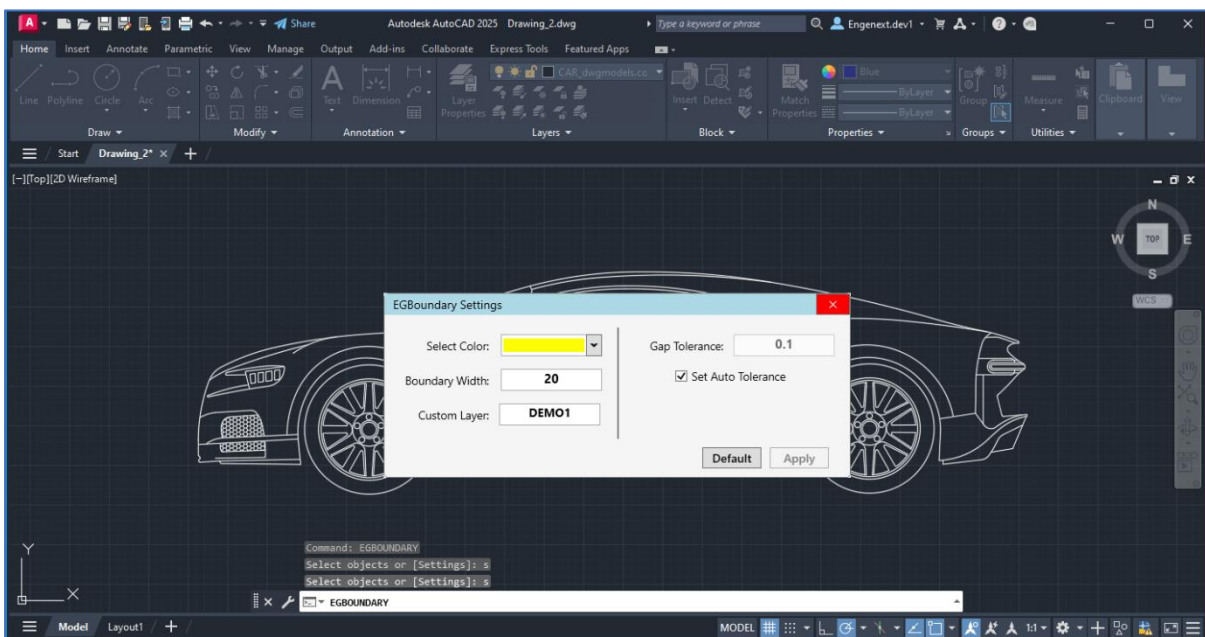 A Share Autodesk AutoCAD 2025 Drawing_2.dwg Type a keyword or phrase Engenext.dev1
Home Insert Annotate Parametric View Manage Output Add-ins Collaborate Express Tools Featured Apps
CAR_dwgmodels.cc Blue
Line Polyline Circle Arc Text Dimension Layer Properties Insert Detect Match Properties ByLayer ByLayer Group Measure Clipboard View
Draw Modify Annotation Layers Block Properties Groups Utilities
Start Drawing_2* × +
[−][Top][2D Wireframe]
N
W TOP E
S
WCS
EGBoundary Settings
Select Color: Gap Tolerance: 0.1
Boundary Width: 20 Set Auto Tolerance
Custom Layer: DEMO1
Default Apply
Command: EGBOUNDARY
Select objects or [Settings]: s
Select objects or [Settings]: s
EGBOUNDARY
Y
X
Model Layout1 + MODEL 1:1